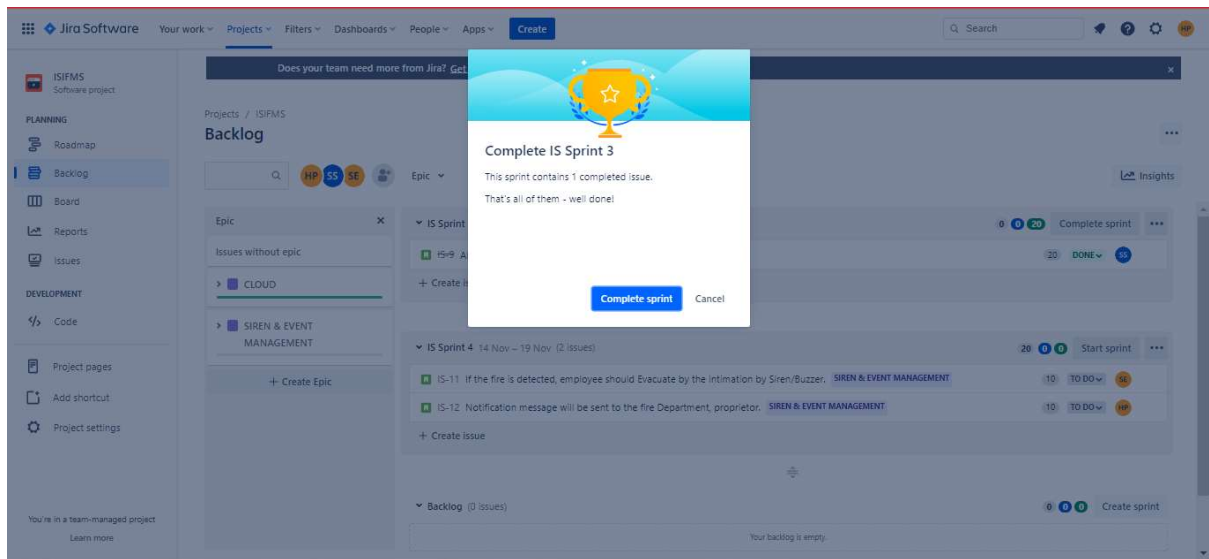 Jira Software Your work Projects Filters Dashboards People Apps Create Search HP
ISIFMS
Software project
PLANNING
Roadmap
Backlog
Board
Reports
Issues
DEVELOPMENT
Code
Project pages
Add shortcut
Project settings
You're in a team-managed project
Learn more
Does your team need more from Jira? Get
Projects / ISIFMS
Backlog
HP SS SE Epic Insights
Epic
Issues without epic
CLOUD
SIREN & EVENT
MANAGEMENT
+ Create Epic
IS Sprint 0 0 20 Complete sprint
IS-9 20 DONE SS
+ Create
Complete IS Sprint 3
This sprint contains 1 completed issue.
That's all of them - well done!
Complete sprint Cancel
IS Sprint 4 14 Nov – 19 Nov (2 issues) 20 0 0 Start sprint
IS-11 If the fire is detected, employee should Evacuate by the intimation by Siren/Buzzer. SIREN & EVENT MANAGEMENT 10 TO DO SE
IS-12 Notification message will be sent to the fire Department, proprietor. SIREN & EVENT MANAGEMENT 10 TO DO HP
+ Create issue
Backlog (0 issues) 0 0 0 Create sprint
Your backlog is empty.